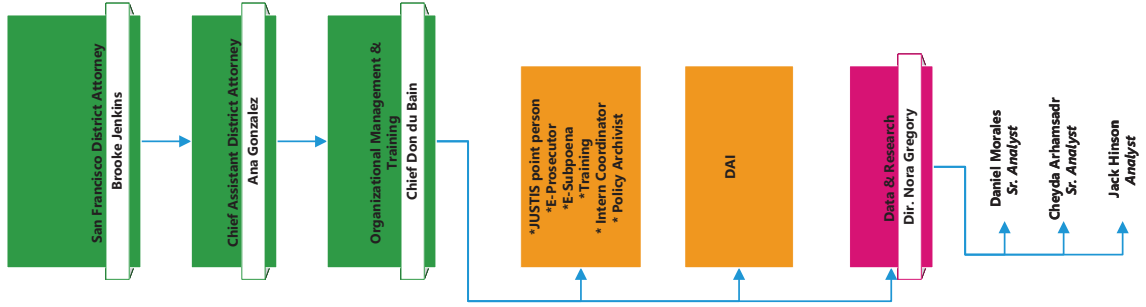 San Francisco District Attorney
Brooke Jenkins
Chief Assistant District Attorney
Ana Gonzalez
Organizational Management &
Training
Chief Don du Bain
*JUSTIS point person
*E-Prosecutor
*E-Subpoena
*Training
* Intern Coordinator
* Policy Archivist
DAI
Data & Research
Dir. Nora Gregory
Daniel Morales
Sr. Analyst
Cheyda Arhamsadr
Sr. Analyst
Jack Hinson
Analyst